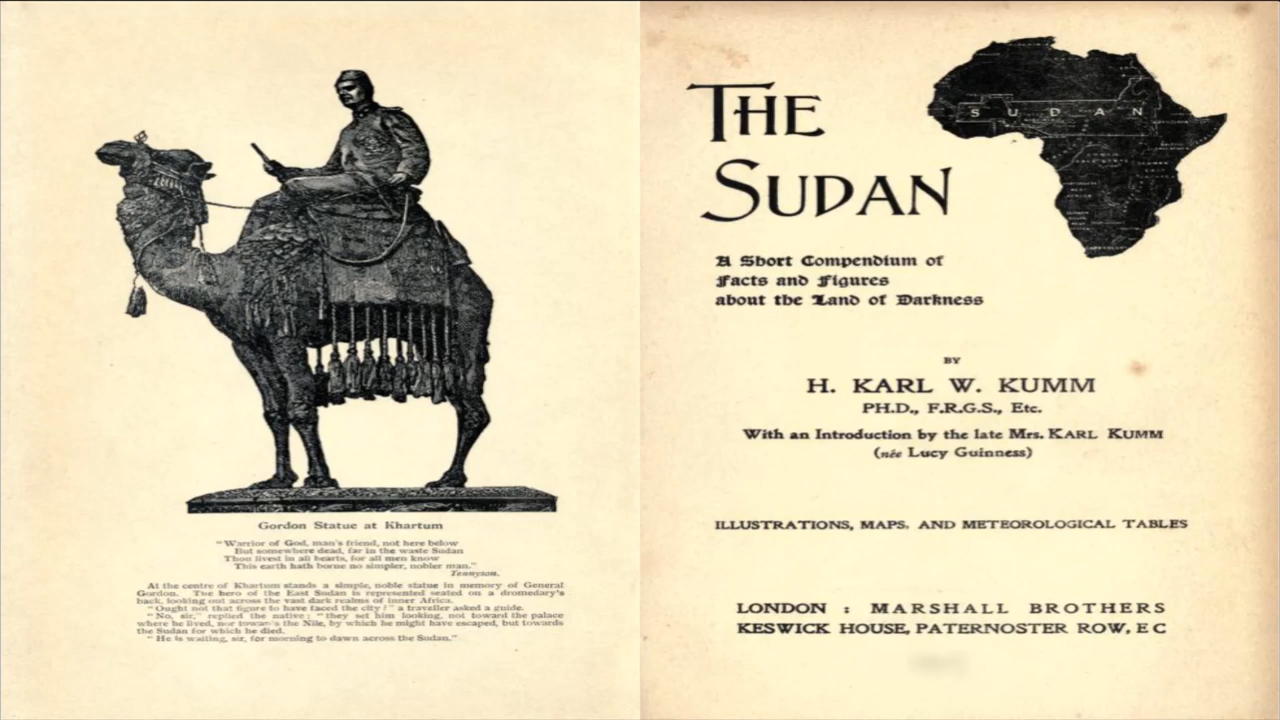 Gordon Statue at Khartum
"Warrior of God, man's friend, not here below
But somewhere dead, far in the waste Sudan
Thou livest in all hearts, for all men know
This earth hath borne no simpler, nobler man."
Tennyson.
At the centre of Khartum stands a simple, noble statue in memory of General
Gordon. The hero of the East Sudan is represented seated on a dromedary's
back, looking out across the vast dark realms of inner Africa.
"Ought not that figure to have faced the city?" a traveller asked a guide.
"No, sir," replied the native; "they set him looking, not toward the palace
where he lived, nor towards the Nile, by which he might have escaped, but towards
the Sudan for which he died.
"He is waiting, sir, for morning to dawn across the Sudan."
THE
SUDAN
SUDAN
A Short Compendium of
Facts and Figures
about the Land of Darkness
BY
H. KARL W. KUMM
PH.D., F.R.G.S., Etc.
With an Introduction by the late Mrs. KARL KUMM
(née Lucy Guinness)
ILLUSTRATIONS, MAPS, AND METEOROLOGICAL TABLES
LONDON : MARSHALL BROTHERS
KESWICK HOUSE, PATERNOSTER ROW, E C